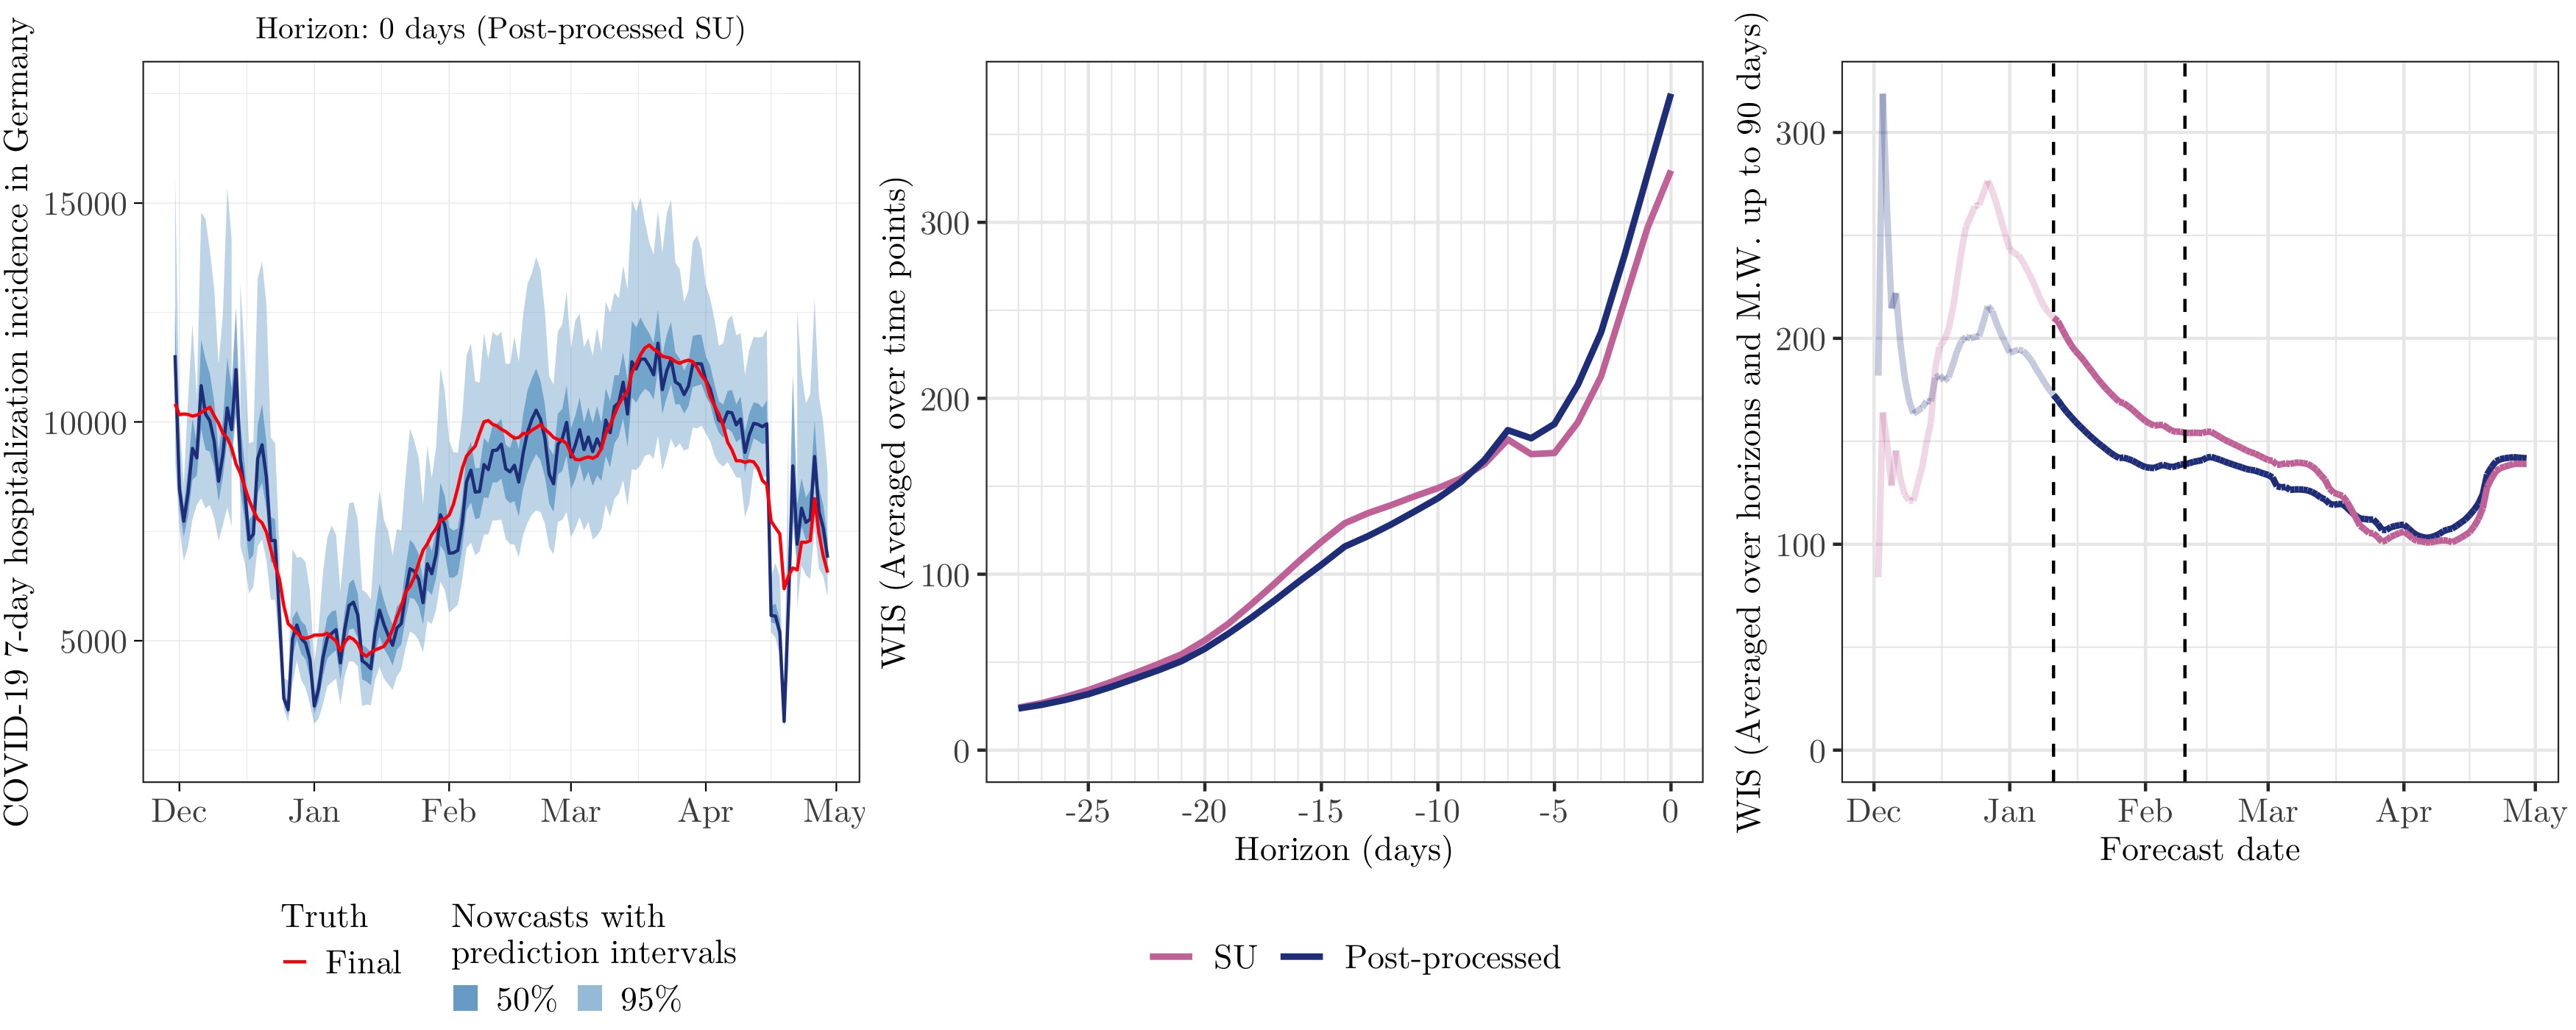 Horizon: 0 days (Post-processed SU)
COVID-19 7-day hospitalization incidence in Germany
15000
10000
5000
Dec Jan Feb Mar Apr May
Truth
Final
Nowcasts with
prediction intervals
50% 95%
WIS (Averaged over time points)
300
200
100
0
-25 -20 -15 -10 -5 0
Horizon (days)
SU Post-processed
WIS (Averaged over horizons and M.W. up to 90 days)
300
200
100
0
Dec Jan Feb Mar Apr May
Forecast date